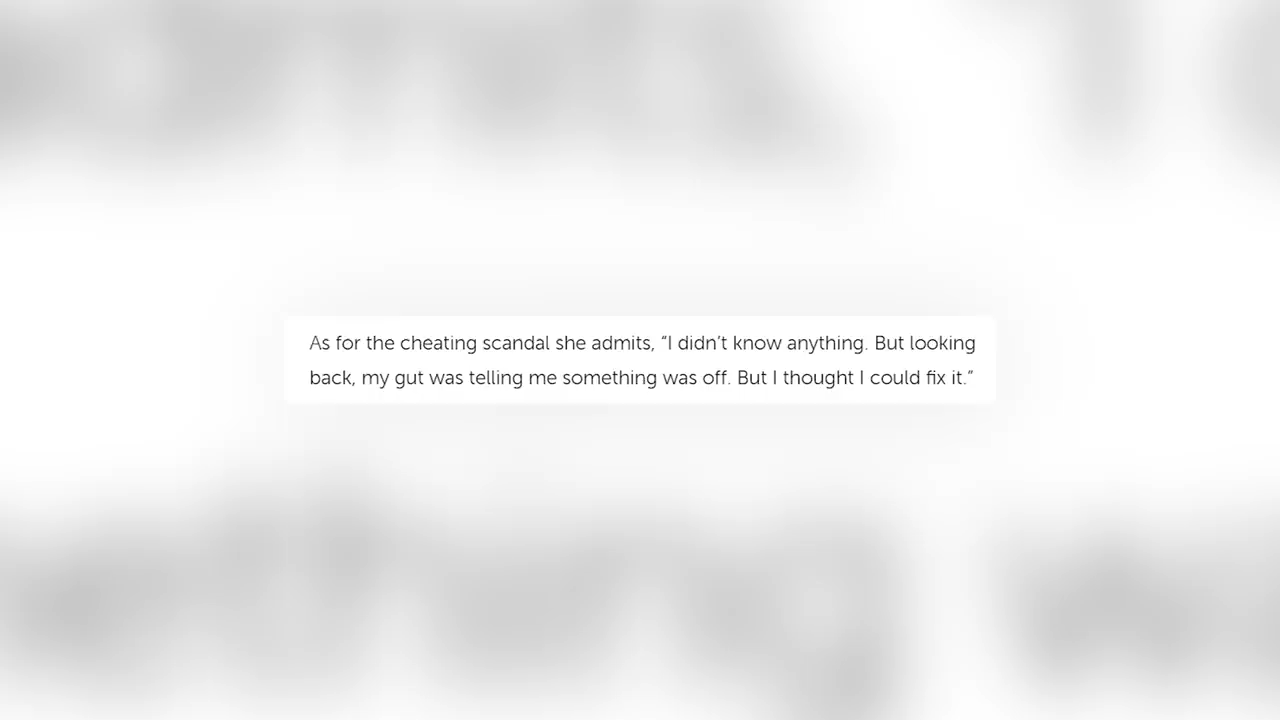 As for the cheating scandal she admits, “I didn’t know anything. But looking
back, my gut was telling me something was off. But I thought I could fix it.”